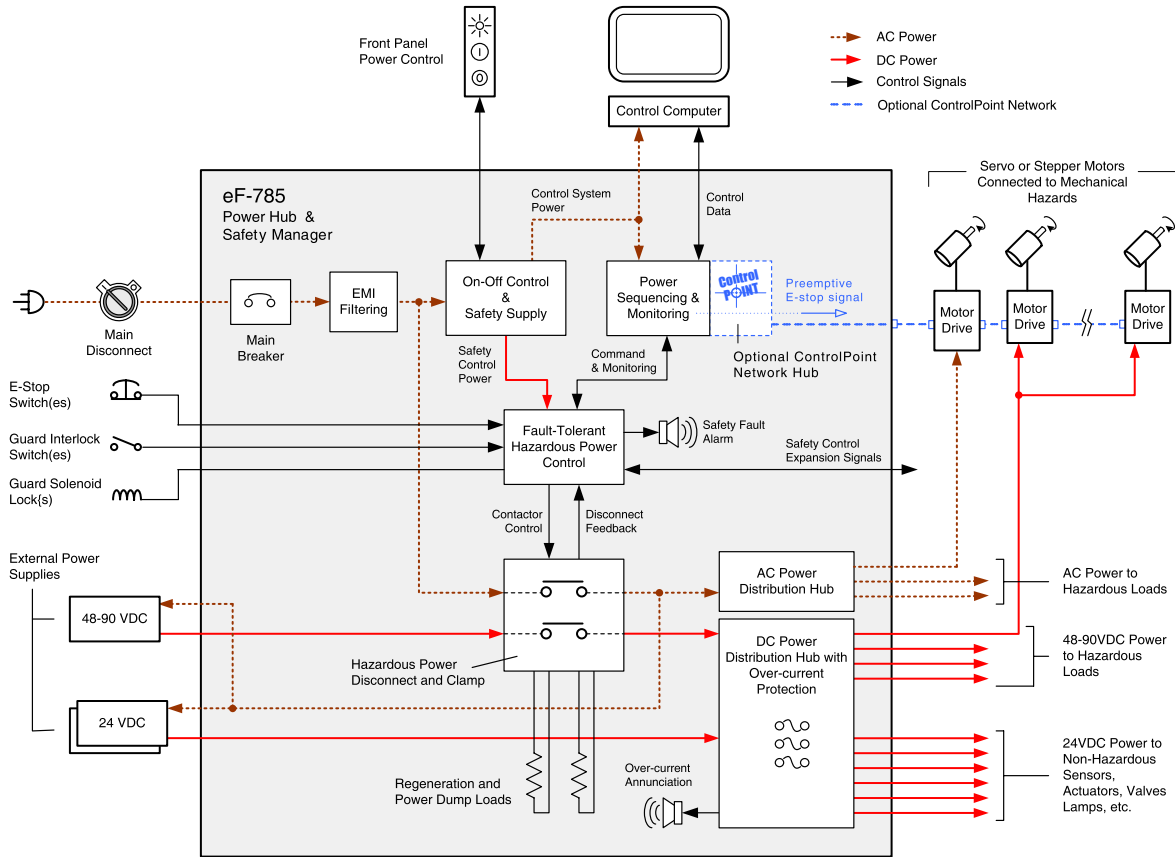 Front Panel
Power Control
Control Computer
AC Power
DC Power
Control Signals
Optional ControlPoint Network
Servo or Stepper Motors
Connected to Mechanical
Hazards
eF-785
Power Hub &
Safety Manager
Control System
Power
Control
Data
Main
Disconnect
Main
Breaker
EMI
Filtering
On-Off Control
&
Safety Supply
Power
Sequencing &
Monitoring
Control
POINT
Preemptive
E-stop signal
Optional ControlPoint
Network Hub
Motor
Drive
Motor
Drive
Motor
Drive
Safety
Control
Power
Command
& Monitoring
E-Stop
Switch(es)
Guard Interlock
Switch(es)
Guard Solenoid
Lock{s)
Fault-Tolerant
Hazardous Power
Control
Safety Fault
Alarm
Safety Control
Expansion Signals
Contactor
Control
Disconnect
Feedback
External Power
Supplies
48-90 VDC
24 VDC
Hazardous Power
Disconnect and Clamp
Regeneration and
Power Dump Loads
AC Power
Distribution Hub
DC Power
Distribution Hub with
Over-current
Protection
Over-current
Annunciation
AC Power to
Hazardous Loads
48-90VDC Power
to Hazardous
Loads
24VDC Power to
Non-Hazardous
Sensors,
Actuators, Valves
Lamps, etc.